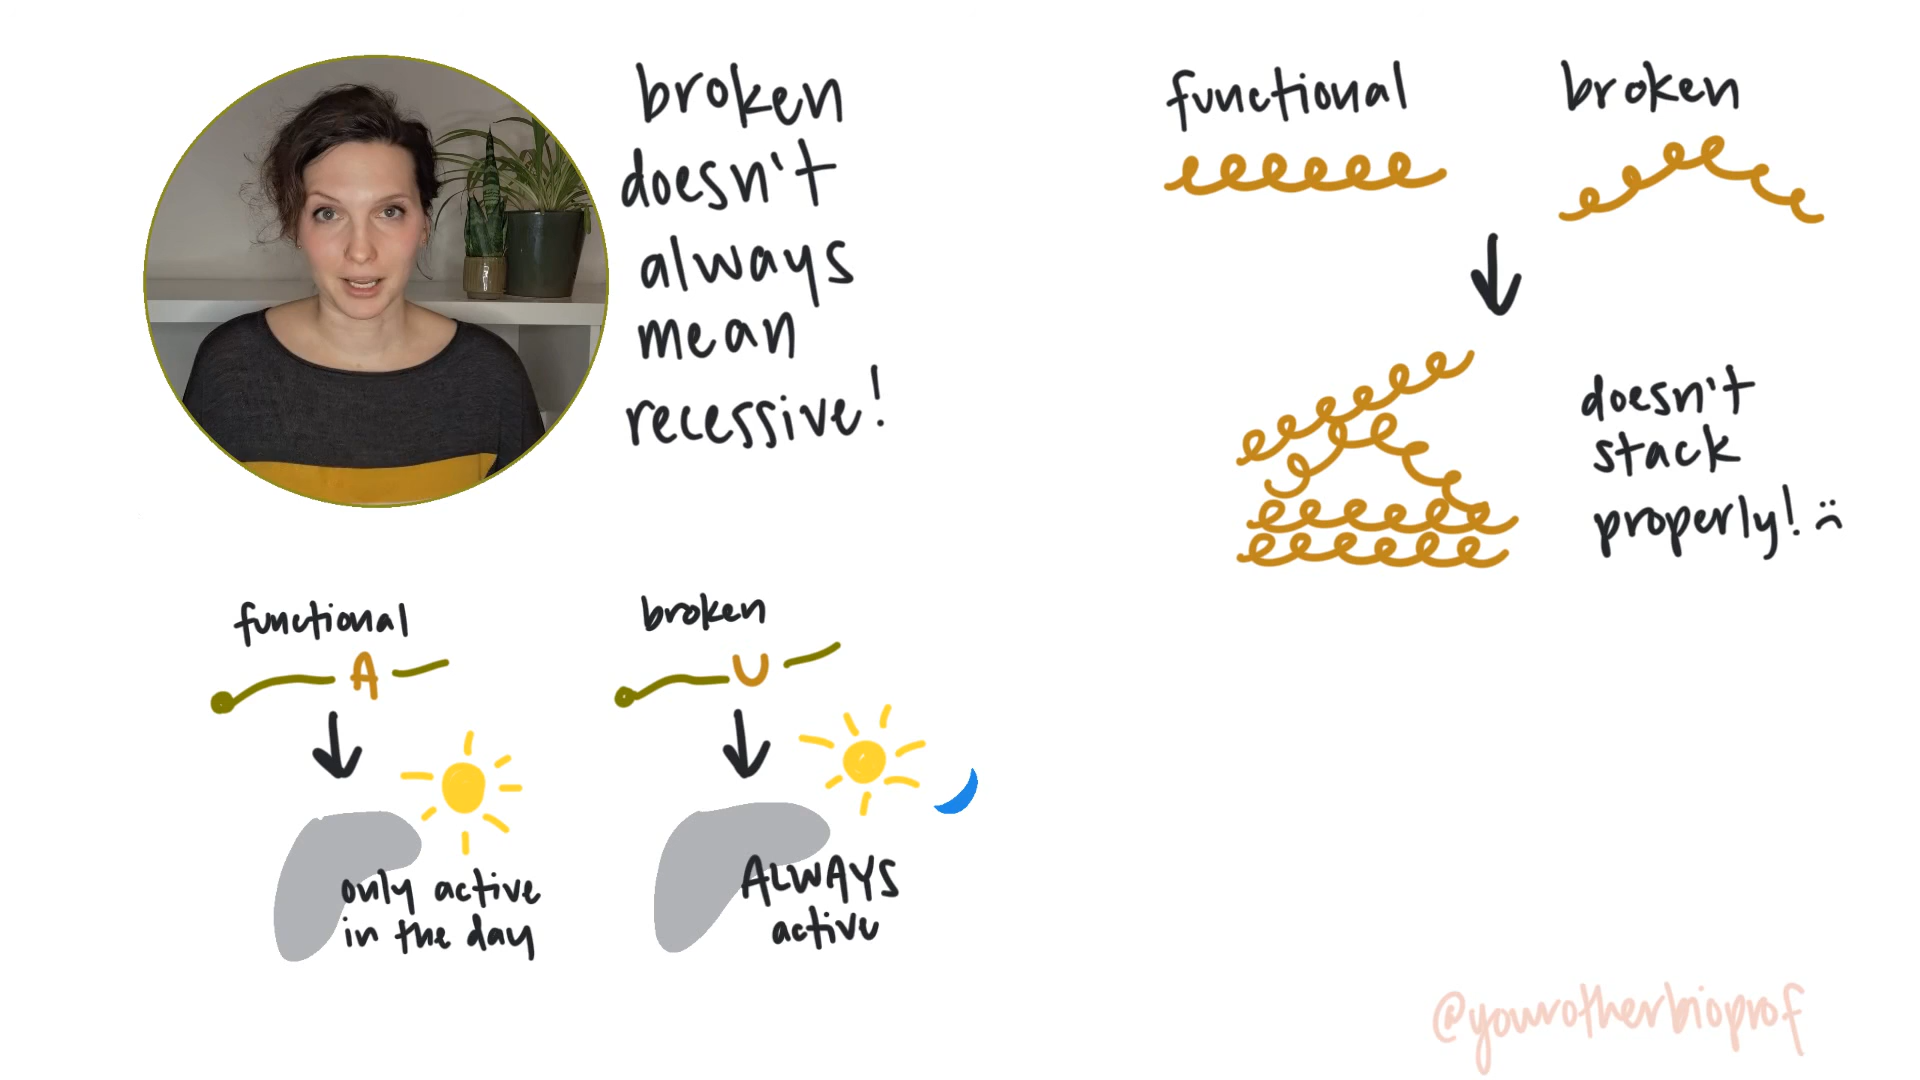 broken
doesn't
always
mean
recessive!
functional
broken
doesn't
stack
properly! :(
functional
broken
A
U
only active
in the day
ALWAYS
active
@yourotherbioprof